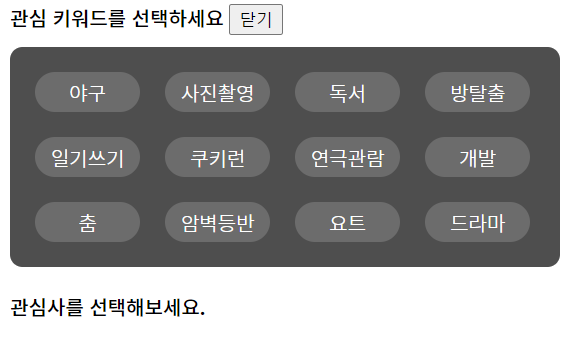 관심 키워드를 선택하세요 닫기
야구 사진촬영 독서 방탈출
일기쓰기 쿠키런 연극관람 개발
춤 암벽등반 요트 드라마
관심사를 선택해보세요.